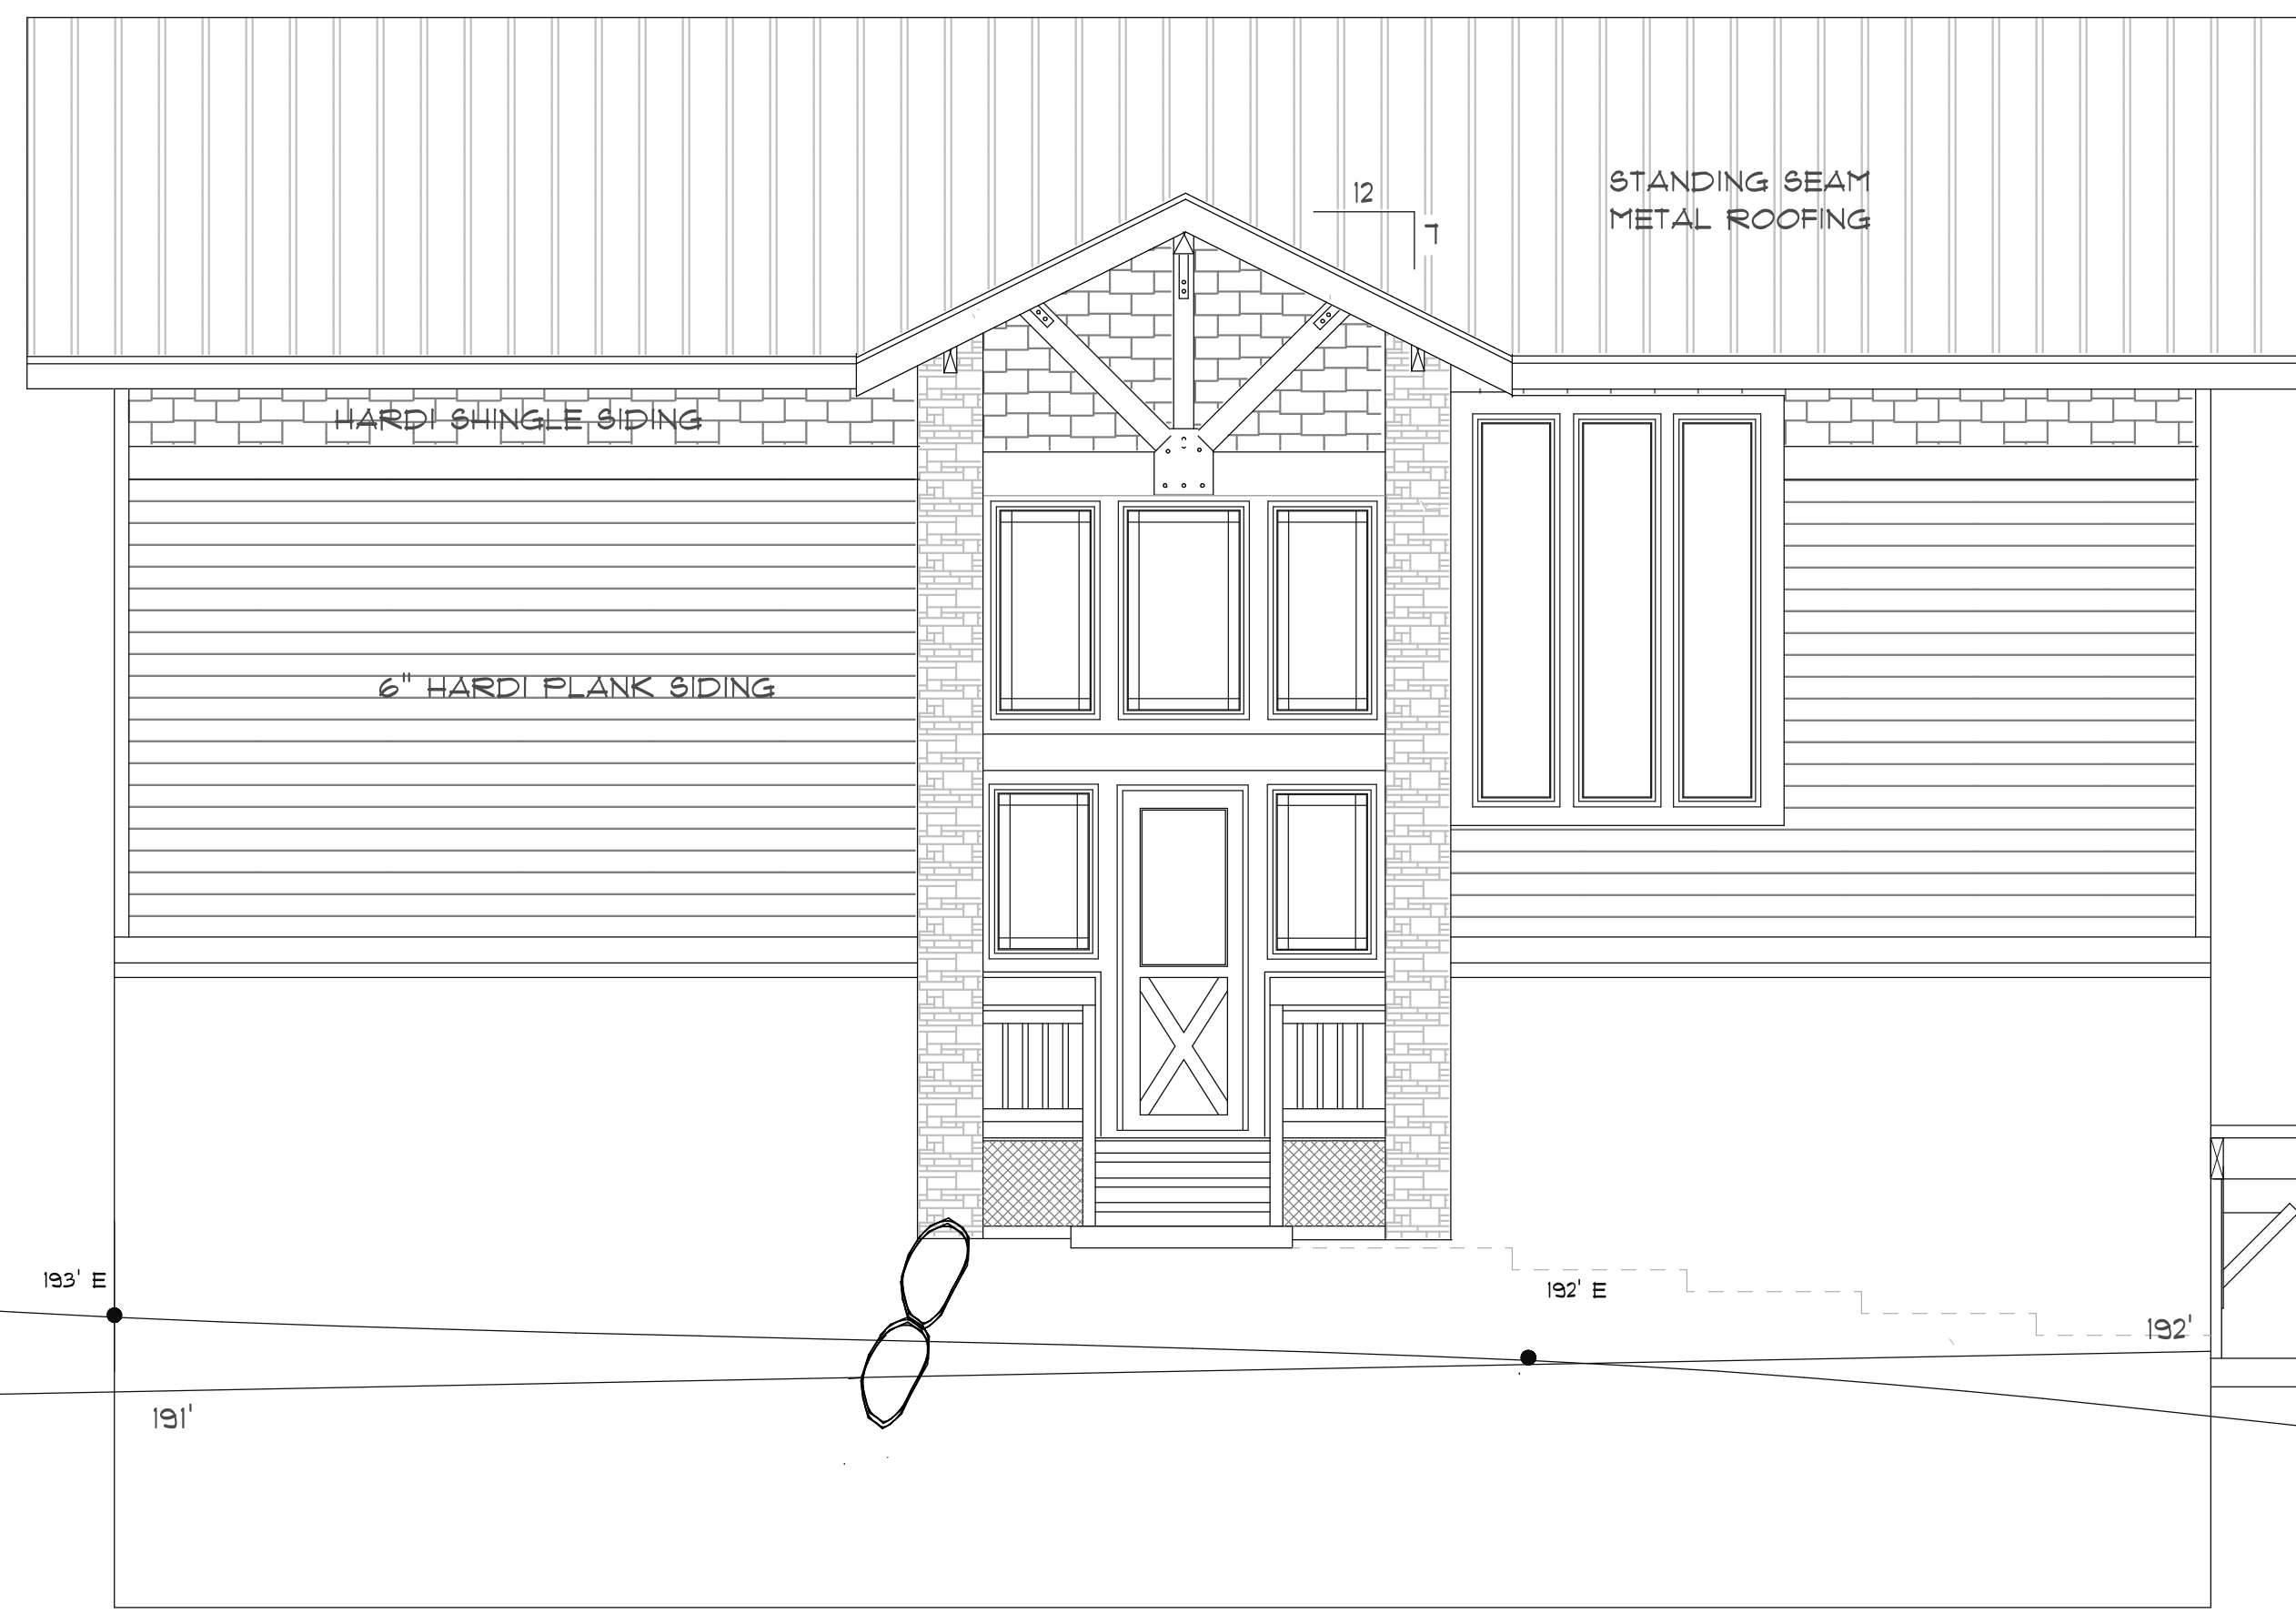 12
7
STANDING SEAM
METAL ROOFING
HARDI SHINGLE SIDING
6" HARDI PLANK SIDING
193' E
192' E
192'
191'